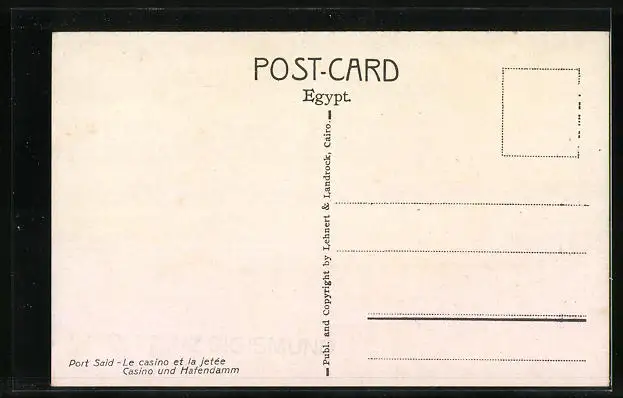 POST-CARD
Egypt.
Publ. and Copyright by Lehnert & Landrock, Cairo.
Port Said - Le casino et la jetée
Casino und Hafendamm